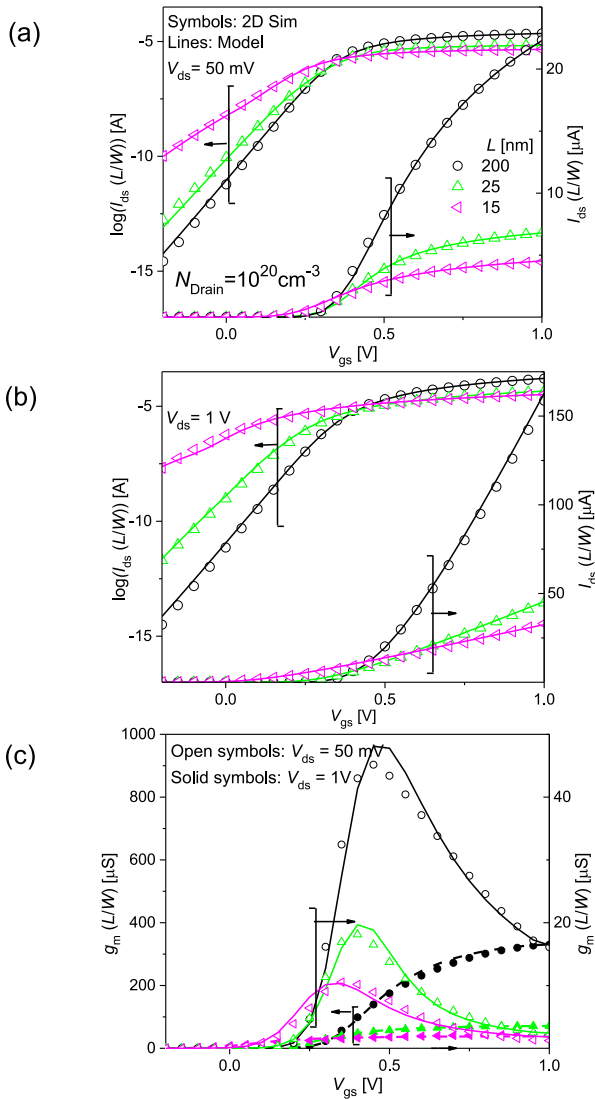 (a)
Symbols: 2D Sim
Lines: Model
V_ds = 50 mV
-5
-10
-15
log(I_ds (L/W)) [A]
20
10
I_ds (L/W) [μA]
L [nm]
200
25
15
N_Drain=10^20cm^-3
0.0 0.5 1.0
V_gs [V]
(b)
V_ds= 1 V
-5
-10
-15
log(I_ds (L/W)) [A]
150
100
50
0
I_ds (L/W) [μA]
0.0 0.5 1.0
V_gs [V]
(c)
Open symbols: V_ds = 50 mV
Solid symbols: V_ds = 1V
1000
800
600
400
200
0
g_m (L/W) [μS]
40
20
0
g_m (L/W) [μS]
0.0 0.5 1.0
V_gs [V]